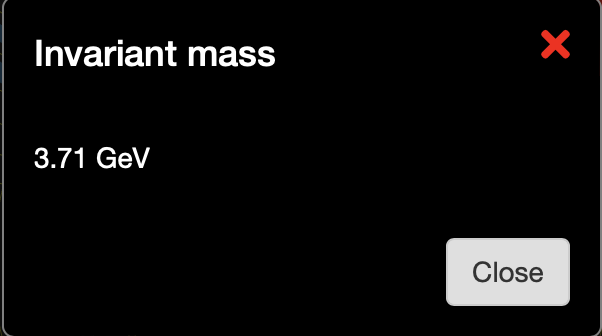 Invariant mass
3.71 GeV
Close